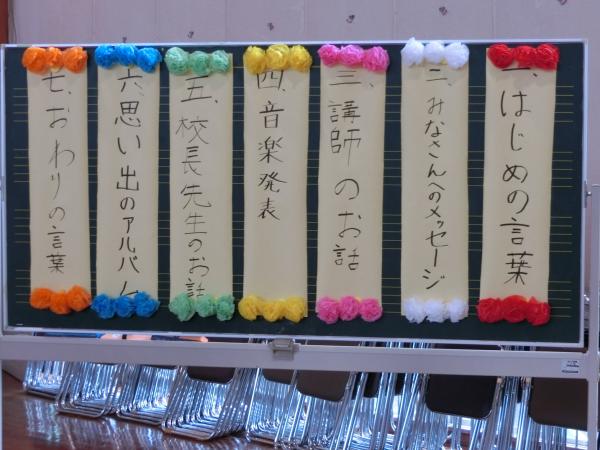 一、はじめの言葉
二、みなさんへのメッセージ
三、講師のお話
四、音楽発表
五、校長先生のお話
六、思い出のアルバム
七、おわりの言葉